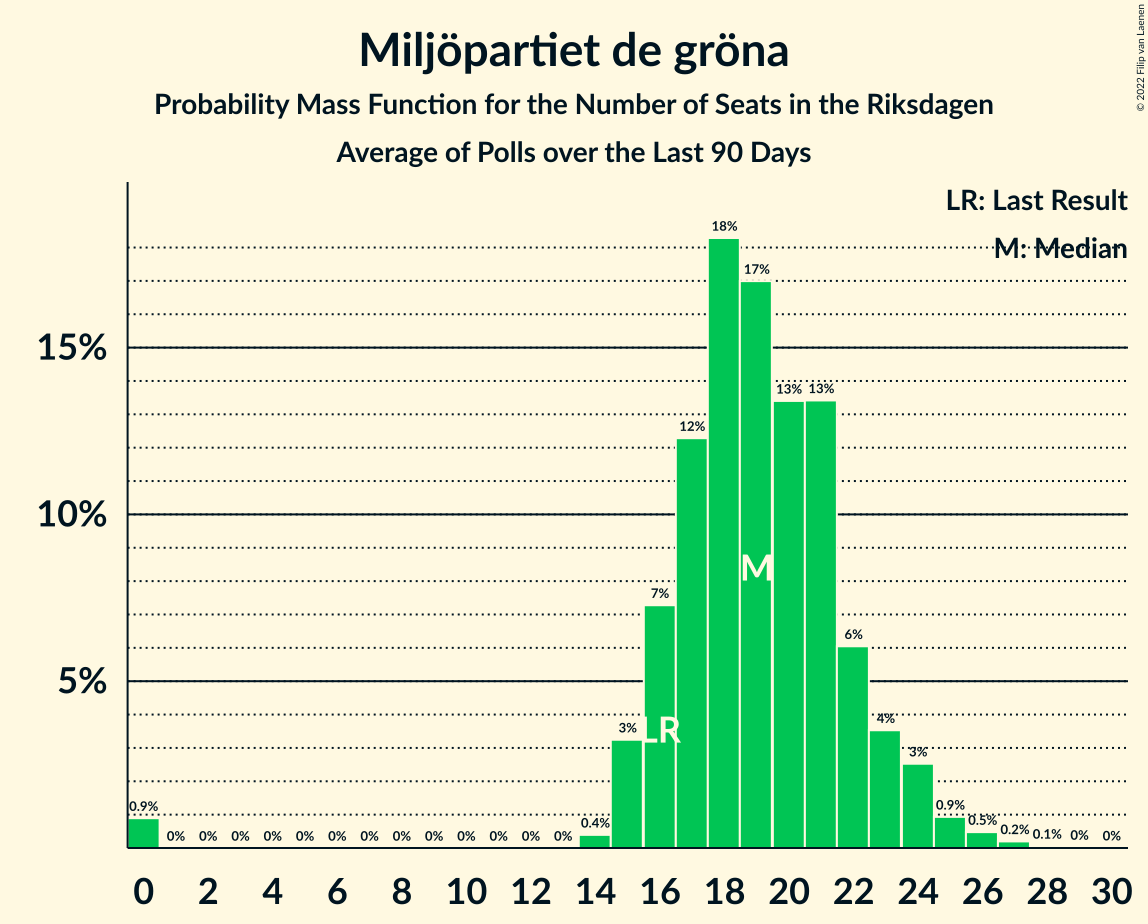 Miljöpartiet de gröna
Probability Mass Function for the Number of Seats in the Riksdagen
Average of Polls over the Last 90 Days
© 2022 Filip van Laenen
LR: Last Result
M: Median
15%
10%
5%
0.9% 0% 0% 0% 0% 0% 0% 0% 0% 0% 0% 0% 0% 0% 0.4% 3% 7% 12% 18% 17% 13% 13% 6% 4% 3% 0.9% 0.5% 0.2% 0.1% 0% 0%
LR
M
0 2 4 6 8 10 12 14 16 18 20 22 24 26 28 30